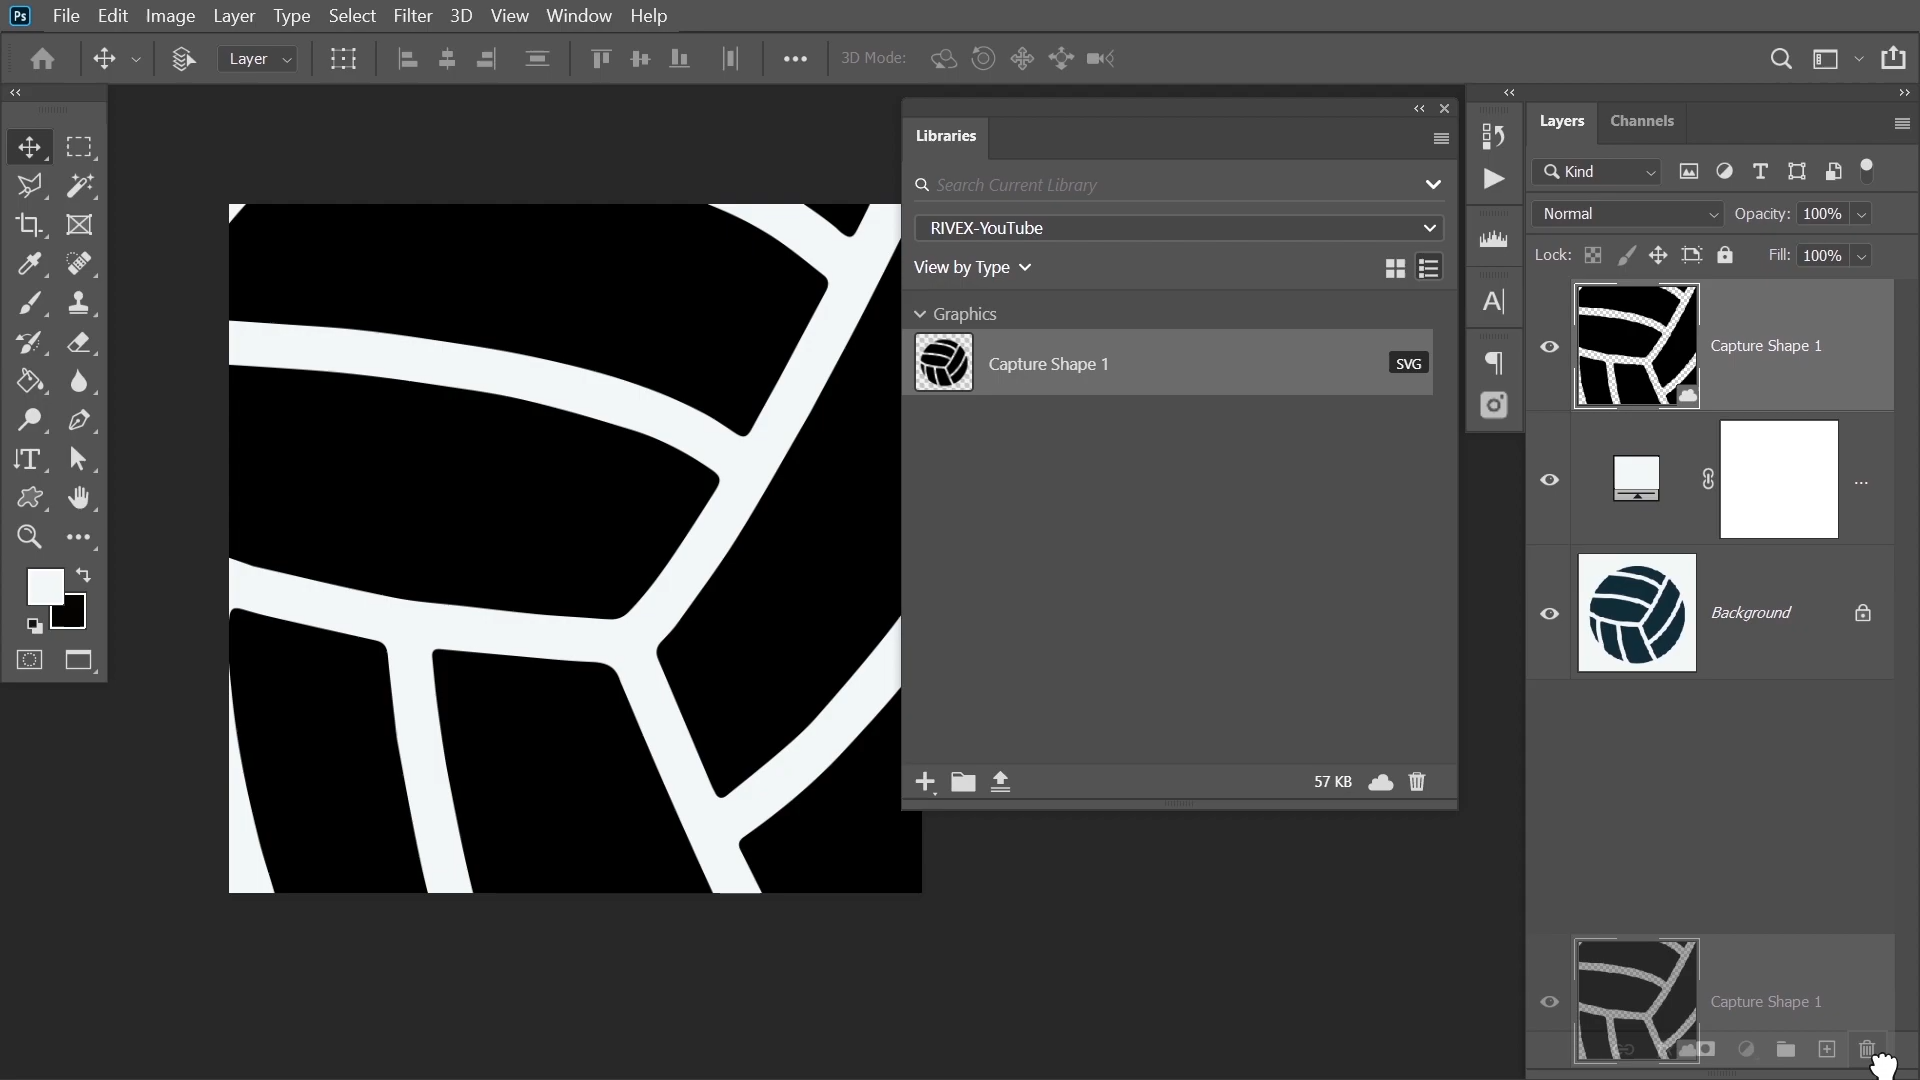 Ps File Edit Image Layer Type Select Filter 3D View Window Help
Layer 3D Mode:
Libraries
Search Current Library
RIVEX-YouTube
View by Type
Graphics
Capture Shape 1 SVG
57 KB
Layers Channels
Kind
Normal Opacity: 100%
Lock: Fill: 100%
Capture Shape 1
...
Background
Capture Shape 1